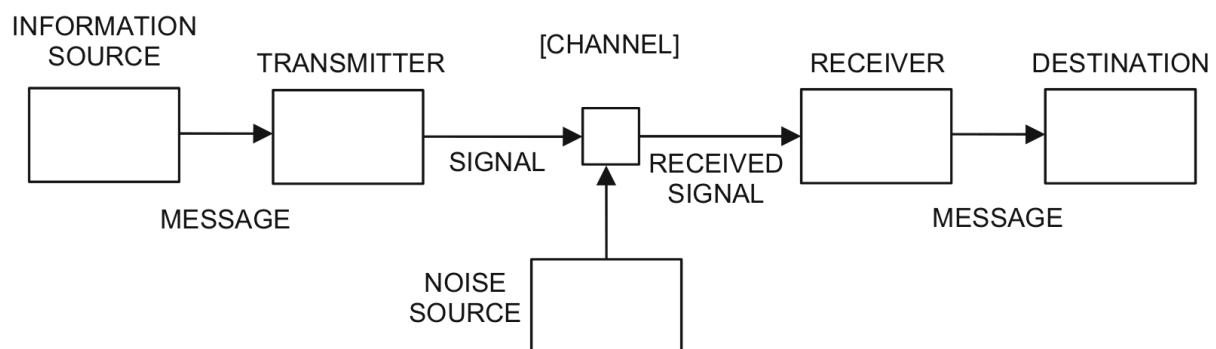 INFORMATION
SOURCE
TRANSMITTER
[CHANNEL]
RECEIVER
DESTINATION
SIGNAL
RECEIVED
SIGNAL
MESSAGE
MESSAGE
NOISE
SOURCE